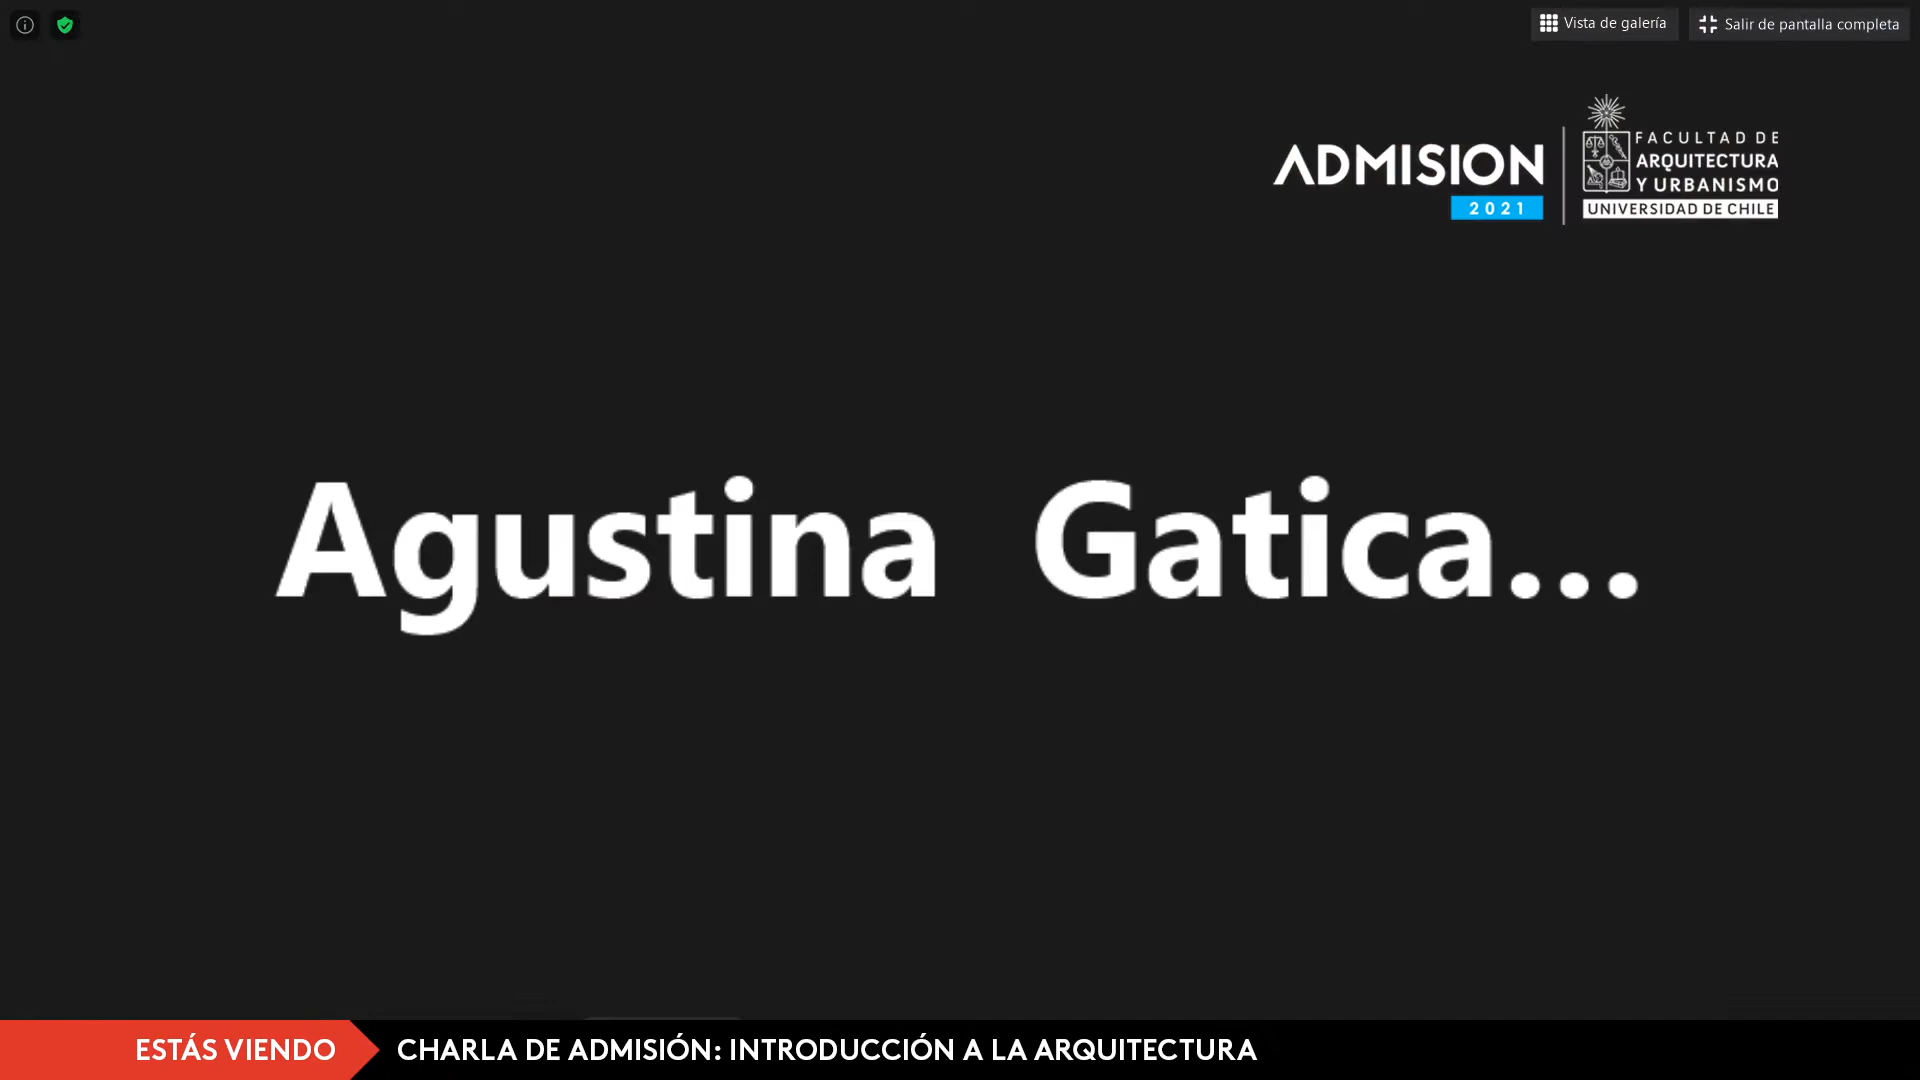 Vista de galería
Salir de pantalla completa
ADMISION
2021
FACULTAD DE
ARQUITECTURA
Y URBANISMO
UNIVERSIDAD DE CHILE
Agustina Gatica...
ESTÁS VIENDO
CHARLA DE ADMISIÓN: INTRODUCCIÓN A LA ARQUITECTURA